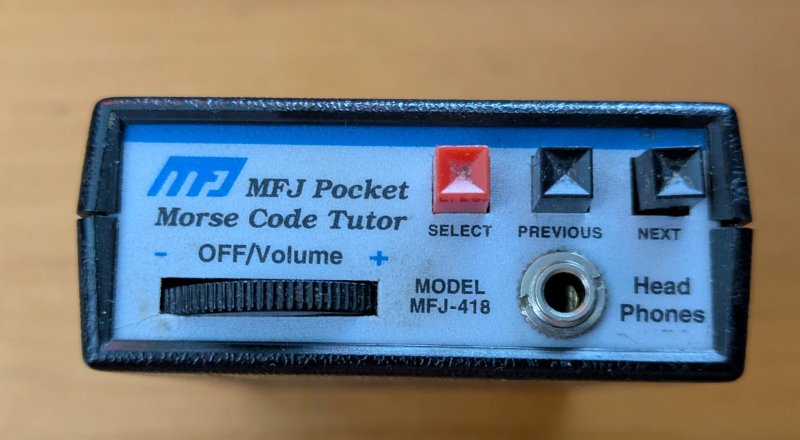 MFJ MFJ Pocket
Morse Code Tutor
- OFF/Volume +
SELECT PREVIOUS NEXT
MODEL
MFJ-418
Head
Phones